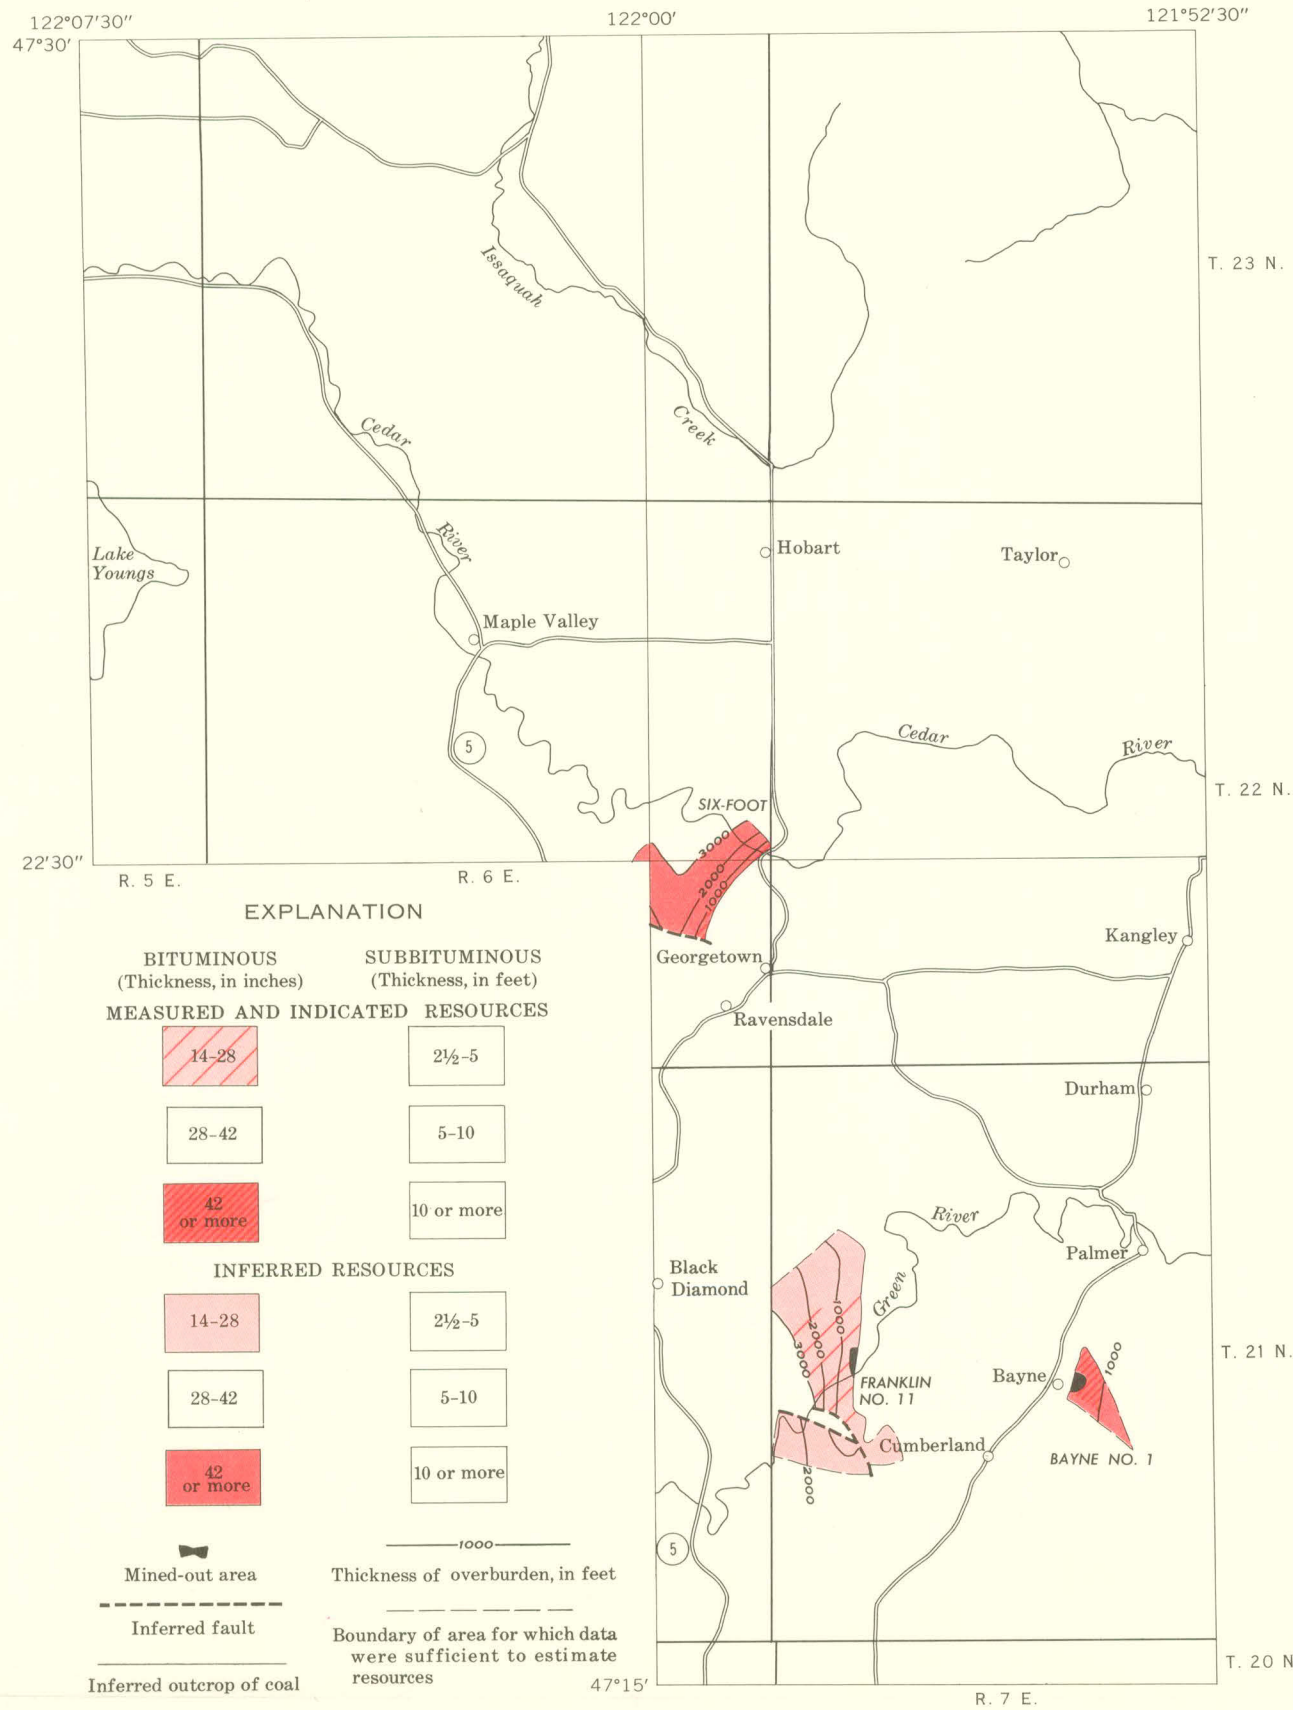 122°07′30″
122°00′
121°52′30″
47°30′
T. 23 N.
Issaquah
Creek
Cedar
River
Lake
Youngs
Hobart
Taylor
Maple Valley
5
Cedar
River
T. 22 N.
SIX-FOOT
3000
2000
1000
22′30″
R. 5 E.
R. 6 E.
Georgetown
Kangley
Ravensdale
Durham
River
Green
Palmer
Black
Diamond
1000
2000
3000
T. 21 N.
FRANKLIN
NO. 11
Bayne
1000
Cumberland
BAYNE NO. 1
2000
5
47°15′
T. 20 N
R. 7 E.
EXPLANATION
BITUMINOUS
(Thickness, in inches)
SUBBITUMINOUS
(Thickness, in feet)
MEASURED AND INDICATED RESOURCES
14-28
2½-5
28-42
5-10
42
or more
10 or more
INFERRED RESOURCES
14-28
2½-5
28-42
5-10
42
or more
10 or more
Mined-out area
1000
Thickness of overburden, in feet
Inferred fault
Boundary of area for which data
were sufficient to estimate
resources
Inferred outcrop of coal